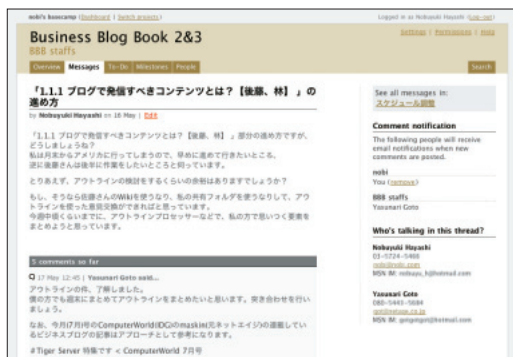 nobi's basecamp (Dashboard | Switch projects)
Logged in as Nobuyuki Hayashi (Log-out)
Business Blog Book 2&3
BBB staffs
Settings | Permissions | Help
Overview Messages To-Do Milestones People Search
「1.1.1 ブログで発信すべきコンテンツとは?【後藤、林】 」の
進め方
by Nobuyuki Hayashi on 16 May | Edit
「1.1.1 ブログで発信すべきコンテンツとは?【後藤、林】 」部分の進め方ですが、
どうしましょうね?
私は月末からアメリカに行ってしまうので、早めに進めて行きたいところ、
逆に後藤さんは後半に作業をしたいところと伺っています。
とりあえず、アウトラインの検討をするくらいの余裕はありますでしょうか?
もし、そうなら佐藤さんのWikiを使うなり、私の共有フォルダを使うなりして、アウ
トラインを使った意見交換ができればと思っています。
今週中くらいまでに、アウトラインプロセッサーなどで、私の方で思いつく要素を
まとめようと思っています。
5 comments so far
17 May 12:45 | Yasunari Goto said...
アウトラインの件、了解しました。
僕の方でも週末にまとめてアウトラインをまとめたいと思います。突き合わせを行い
ましょう。
なお、今月(7月)号のComputerWorld(IDG)のmaskin(元ネットエイジ)の連載してい
るビジネスブログの記事はアプローチとして参考になります。
#Tiger Server 特集です < ComputerWorld 7月号
See all messages in:
スケジュール調整
Comment notification
The following people will receive
email notifications when new
comments are posted.
nobi
You (remove)
BBB staffs
Yasunari Goto
Who's talking in this thread?
Nobuyuki Hayashi
03-5724-5466
MSN IM: nobuyu_h@hotmail.com
Yasunari Goto
080-5441-5684
MSN IM: gotgotgot@hotmail.com